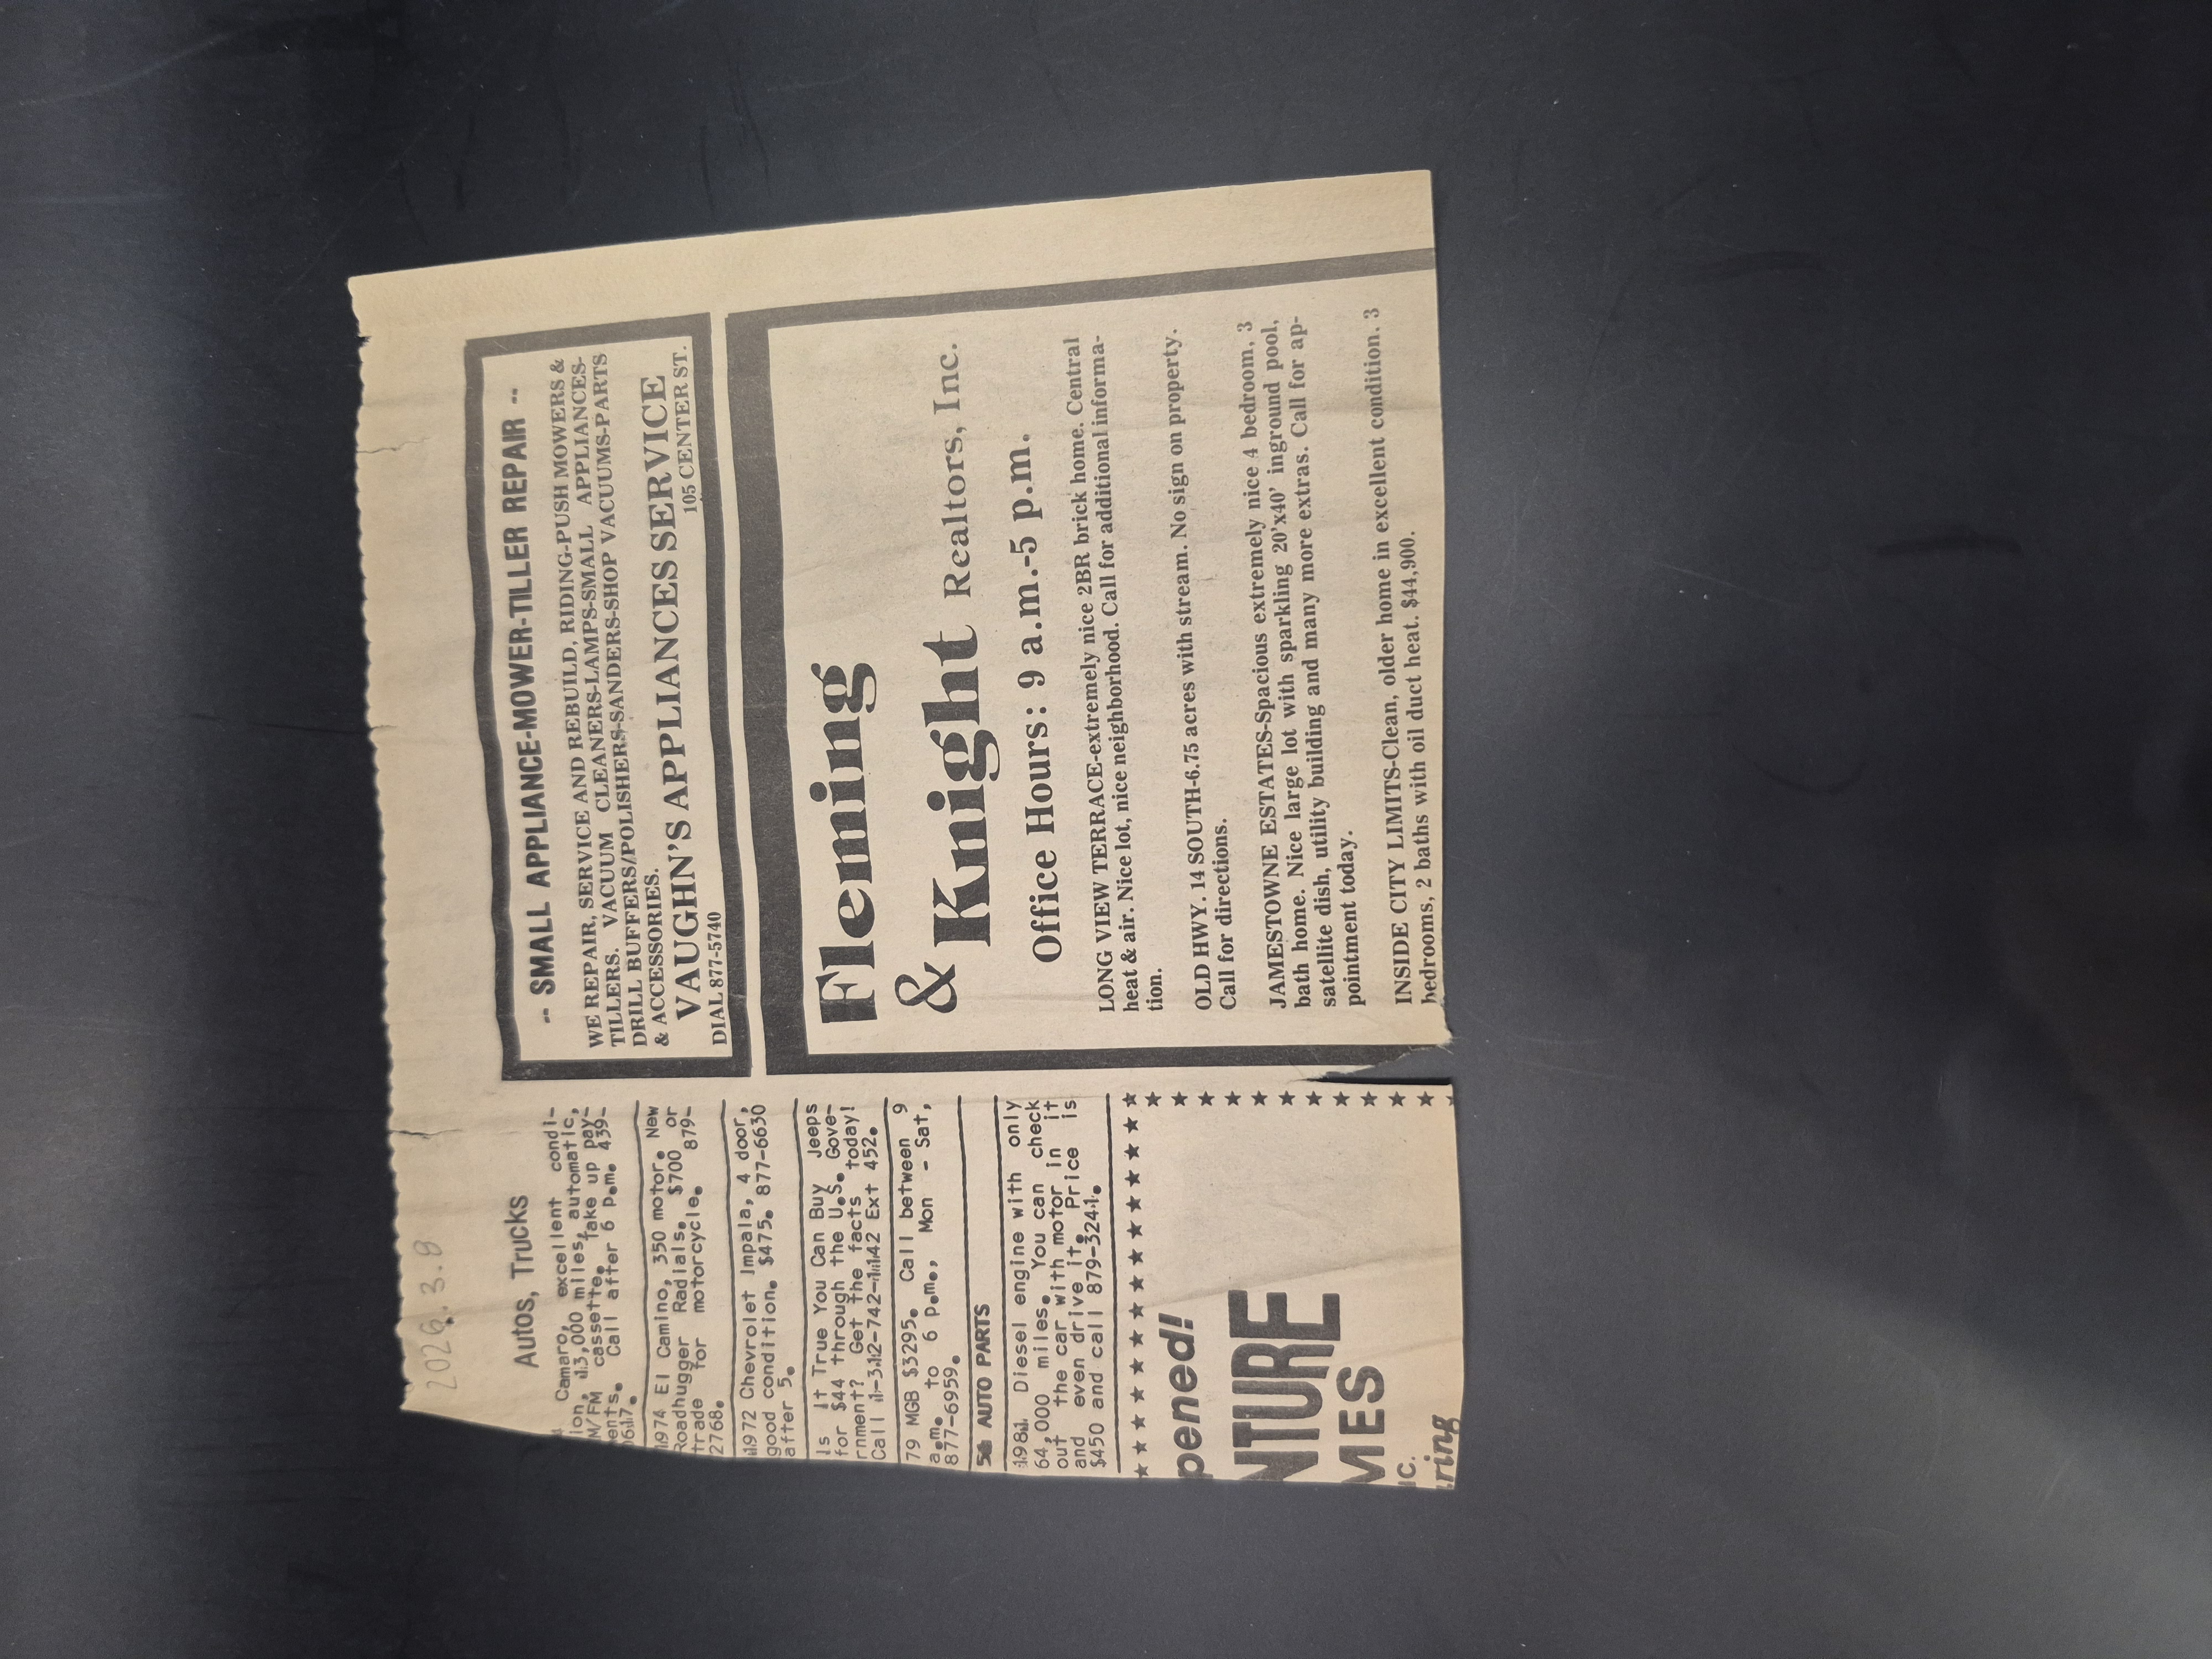 2026.3.8
Autos, Trucks
Camaro, excellent condi-
ion, 13,000 miles, automatic,
M/FM cassette. Take up pay-
ents. Call after 6 p.m. 439-
0617.
1974 El Camino, 350 motor. New
Roadhugger Radials. $700 or
trade for motorcycle. 879-
2768.
1972 Chevrolet Impala, 4 door,
good condition. $475. 877-6630
after 5.
Is It True You Can Buy Jeeps
for $44 through the U.S. Gove-
rnment? Get the facts today!
Call 1-312-742-1142 Ext 452.
79 MGB $3295. Call between 9
a.m. to 6 p.m., Mon - Sat,
877-6959.
AUTO PARTS
1981 Diesel engine with only
64,000 miles. You can check
out the car with motor in it
and even drive it. Price is
$450 and call 879-3241.
pened!
NTURE
MES
IC.
ring
-- SMALL APPLIANCE-MOWER-TILLER REPAIR --
WE REPAIR, SERVICE AND REBUILD, RIDING-PUSH MOWERS &
TILLERS. VACUUM CLEANERS-LAMPS-SMALL APPLIANCES-
DRILL BUFFERS/POLISHERS-SANDERS-SHOP VACUUMS-PARTS
& ACCESSORIES.
VAUGHN'S APPLIANCES SERVICE
DIAL 877-5740 105 CENTER ST.
Fleming
& Knight Realtors, Inc.
Office Hours: 9 a.m.-5 p.m.
LONG VIEW TERRACE-extremely nice 2BR brick home. Central
heat & air. Nice lot, nice neighborhood. Call for additional informa-
tion.
OLD HWY. 14 SOUTH-6.75 acres with stream. No sign on property.
Call for directions.
JAMESTOWNE ESTATES-Spacious extremely nice 4 bedroom, 3
bath home. Nice large lot with sparkling 20'x40' inground pool,
satellite dish, utility building and many more extras. Call for ap-
pointment today.
INSIDE CITY LIMITS-Clean, older home in excellent condition. 3
bedrooms, 2 baths with oil duct heat. $44,900.